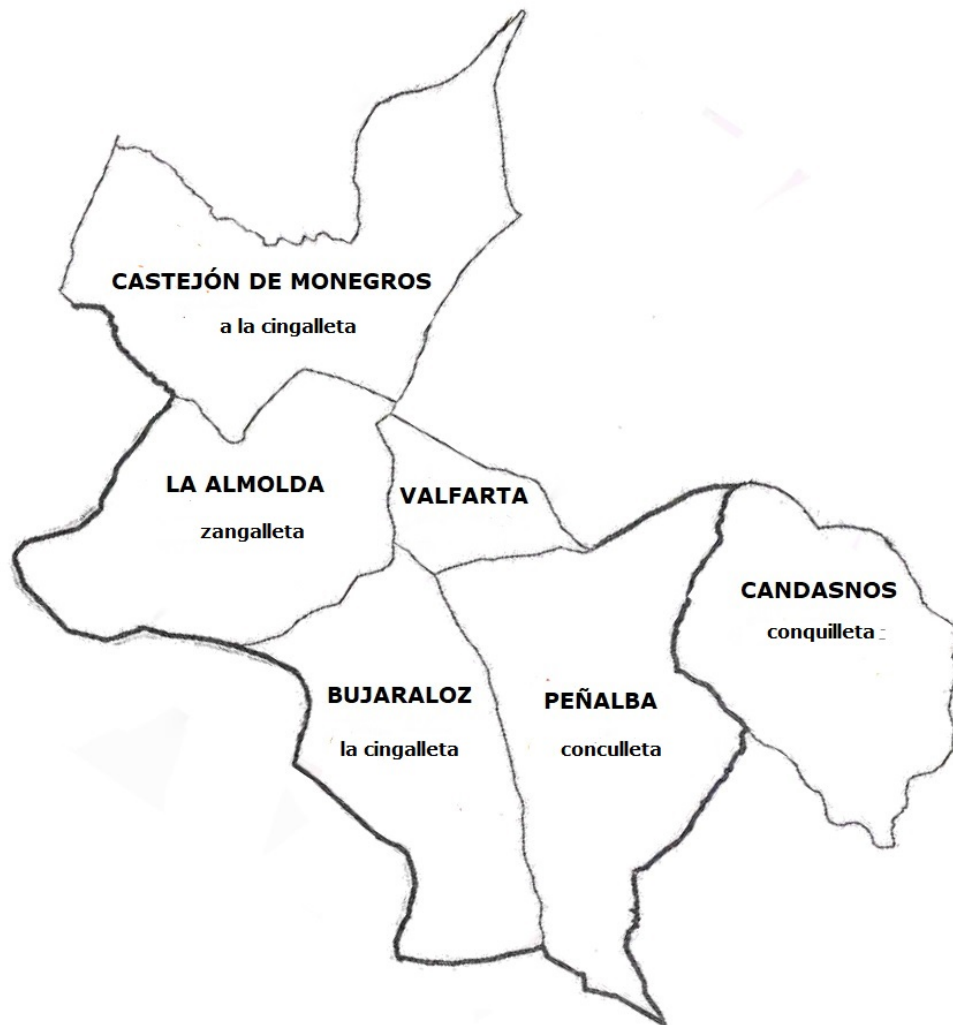 CASTEJÓN DE MONEGROS
a la cingalleta
LA ALMOLDA
zangalleta
VALFARTA
CANDASNOS
conquilleta
BUJARALOZ
la cingalleta
PEÑALBA
conculleta